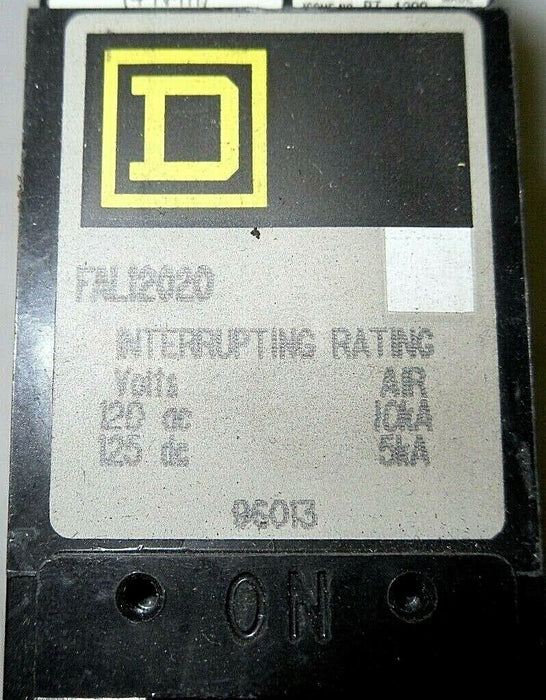 D
FAL12020
INTERRUPTING RATING
Volts AIR
120 ac 10kA
125 dc 5kA
96013
ON